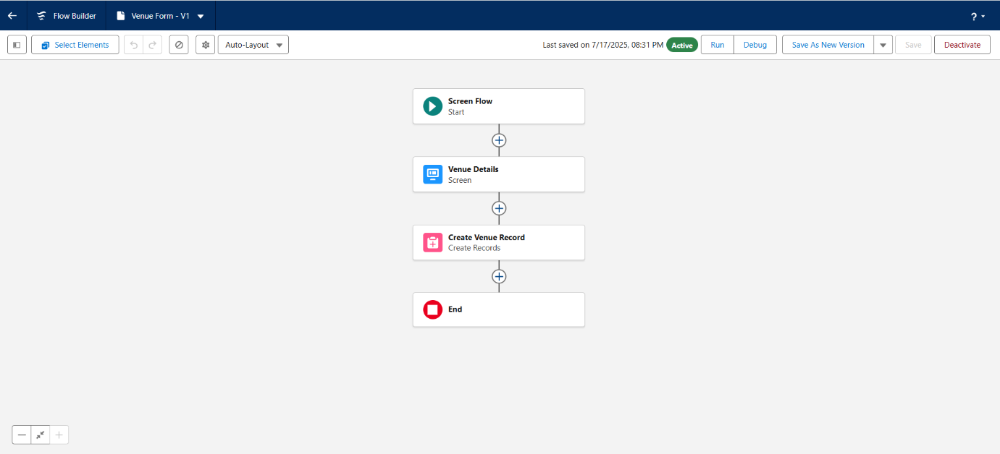 Flow Builder
Venue Form - V1
?
Select Elements
Auto-Layout
Last saved on 7/17/2025, 08:31 PM
Active
Run
Debug
Save As New Version
Save
Deactivate
Screen Flow
Start
Venue Details
Screen
Create Venue Record
Create Records
End